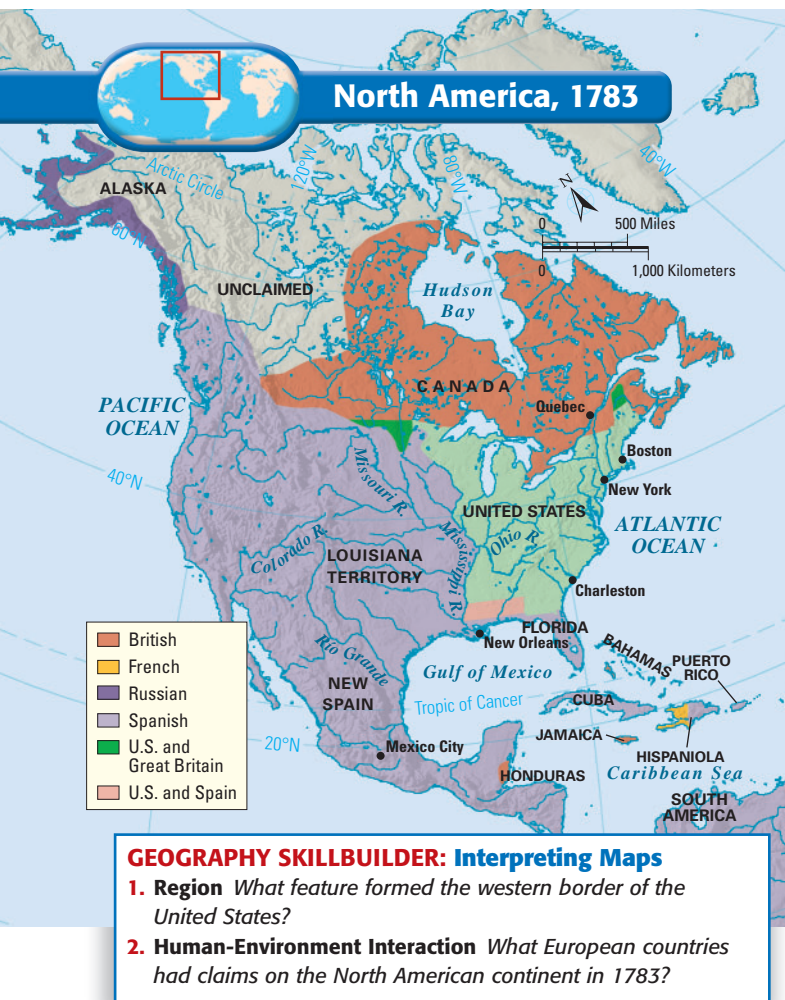 North America, 1783
Arctic Circle
120°W
80°W
40°W
ALASKA
60°N
N
0 500 Miles
0 1,000 Kilometers
UNCLAIMED
Hudson
Bay
CANADA
Quebec
PACIFIC
OCEAN
Boston
40°N
New York
Missouri R.
UNITED STATES
ATLANTIC
OCEAN
Mississippi R.
Ohio R.
Colorado R.
LOUISIANA
TERRITORY
Charleston
British
French
Russian
Spanish
U.S. and
Great Britain
U.S. and Spain
FLORIDA
New Orleans
BAHAMAS
PUERTO
RICO
Rio Grande
Gulf of Mexico
NEW
SPAIN
Tropic of Cancer
CUBA
JAMAICA
20°N
Mexico City
HISPANIOLA
HONDURAS
Caribbean Sea
SOUTH
AMERICA
GEOGRAPHY SKILLBUILDER: Interpreting Maps
1. Region What feature formed the western border of the
United States?
2. Human-Environment Interaction What European countries
had claims on the North American continent in 1783?